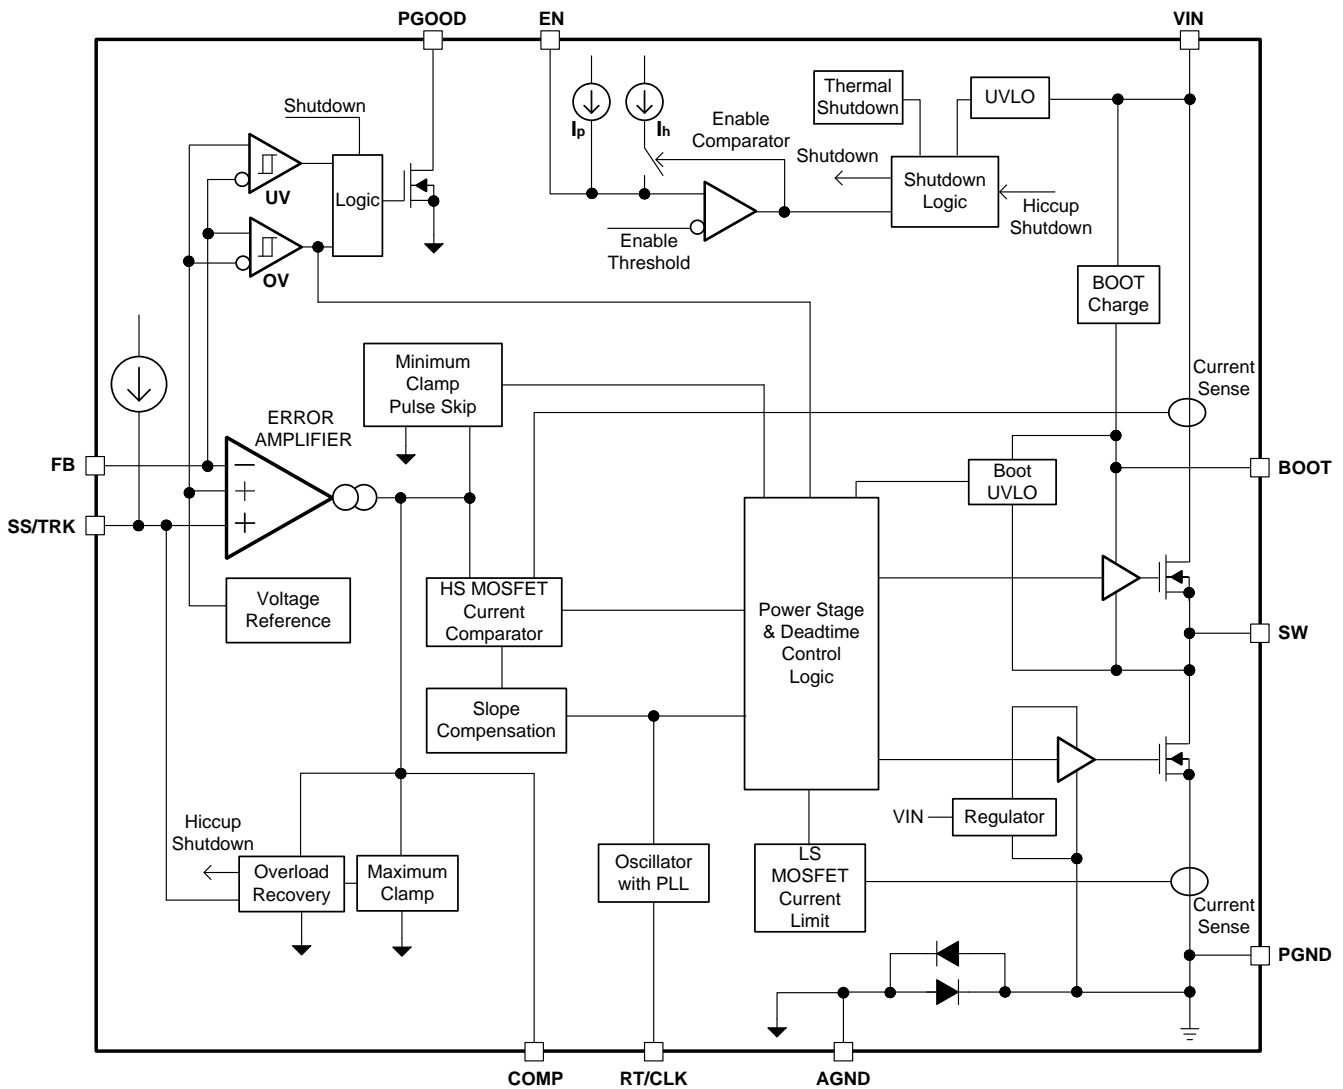 PGOOD
EN
VIN
Shutdown
UV
OV
Logic
Ip
Ih
Enable
Comparator
Enable
Threshold
Thermal
Shutdown
UVLO
Shutdown
Shutdown
Logic
Hiccup
Shutdown
BOOT
Charge
Current
Sense
Minimum
Clamp
Pulse Skip
ERROR
AMPLIFIER
FB
SS/TRK
−
+
+
Voltage
Reference
HS MOSFET
Current
Comparator
Slope
Compensation
Boot
UVLO
BOOT
Power Stage
& Deadtime
Control
Logic
SW
VIN
Regulator
Hiccup
Shutdown
Overload
Recovery
Maximum
Clamp
Oscillator
with PLL
LS
MOSFET
Current
Limit
Current
Sense
PGND
COMP
RT/CLK
AGND